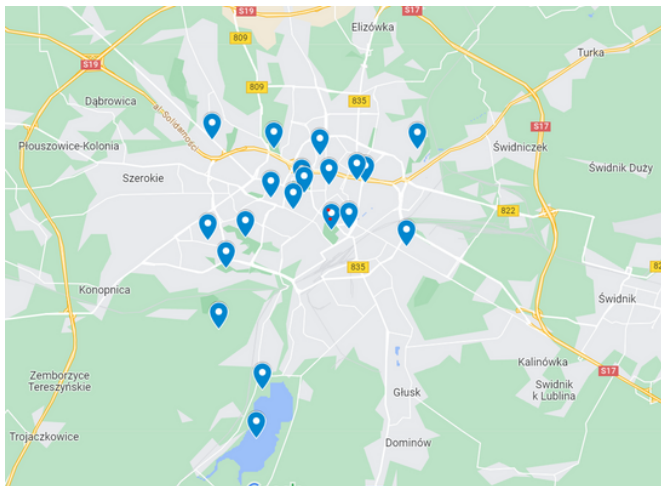 S19
S17
Elizówka
809
Turka
S19
809
835
Dąbrowica
al. Solidarności
S17
Płouszowice-Kolonia
Świdniczek
Szerokie
Świdnik Duży
822
835
Konopnica
Świdnik
Kalinówka
S17
Zemborzyce
Tereszyńskie
Świdnik
k Lublina
Głusk
Trojaczkowice
Dominów